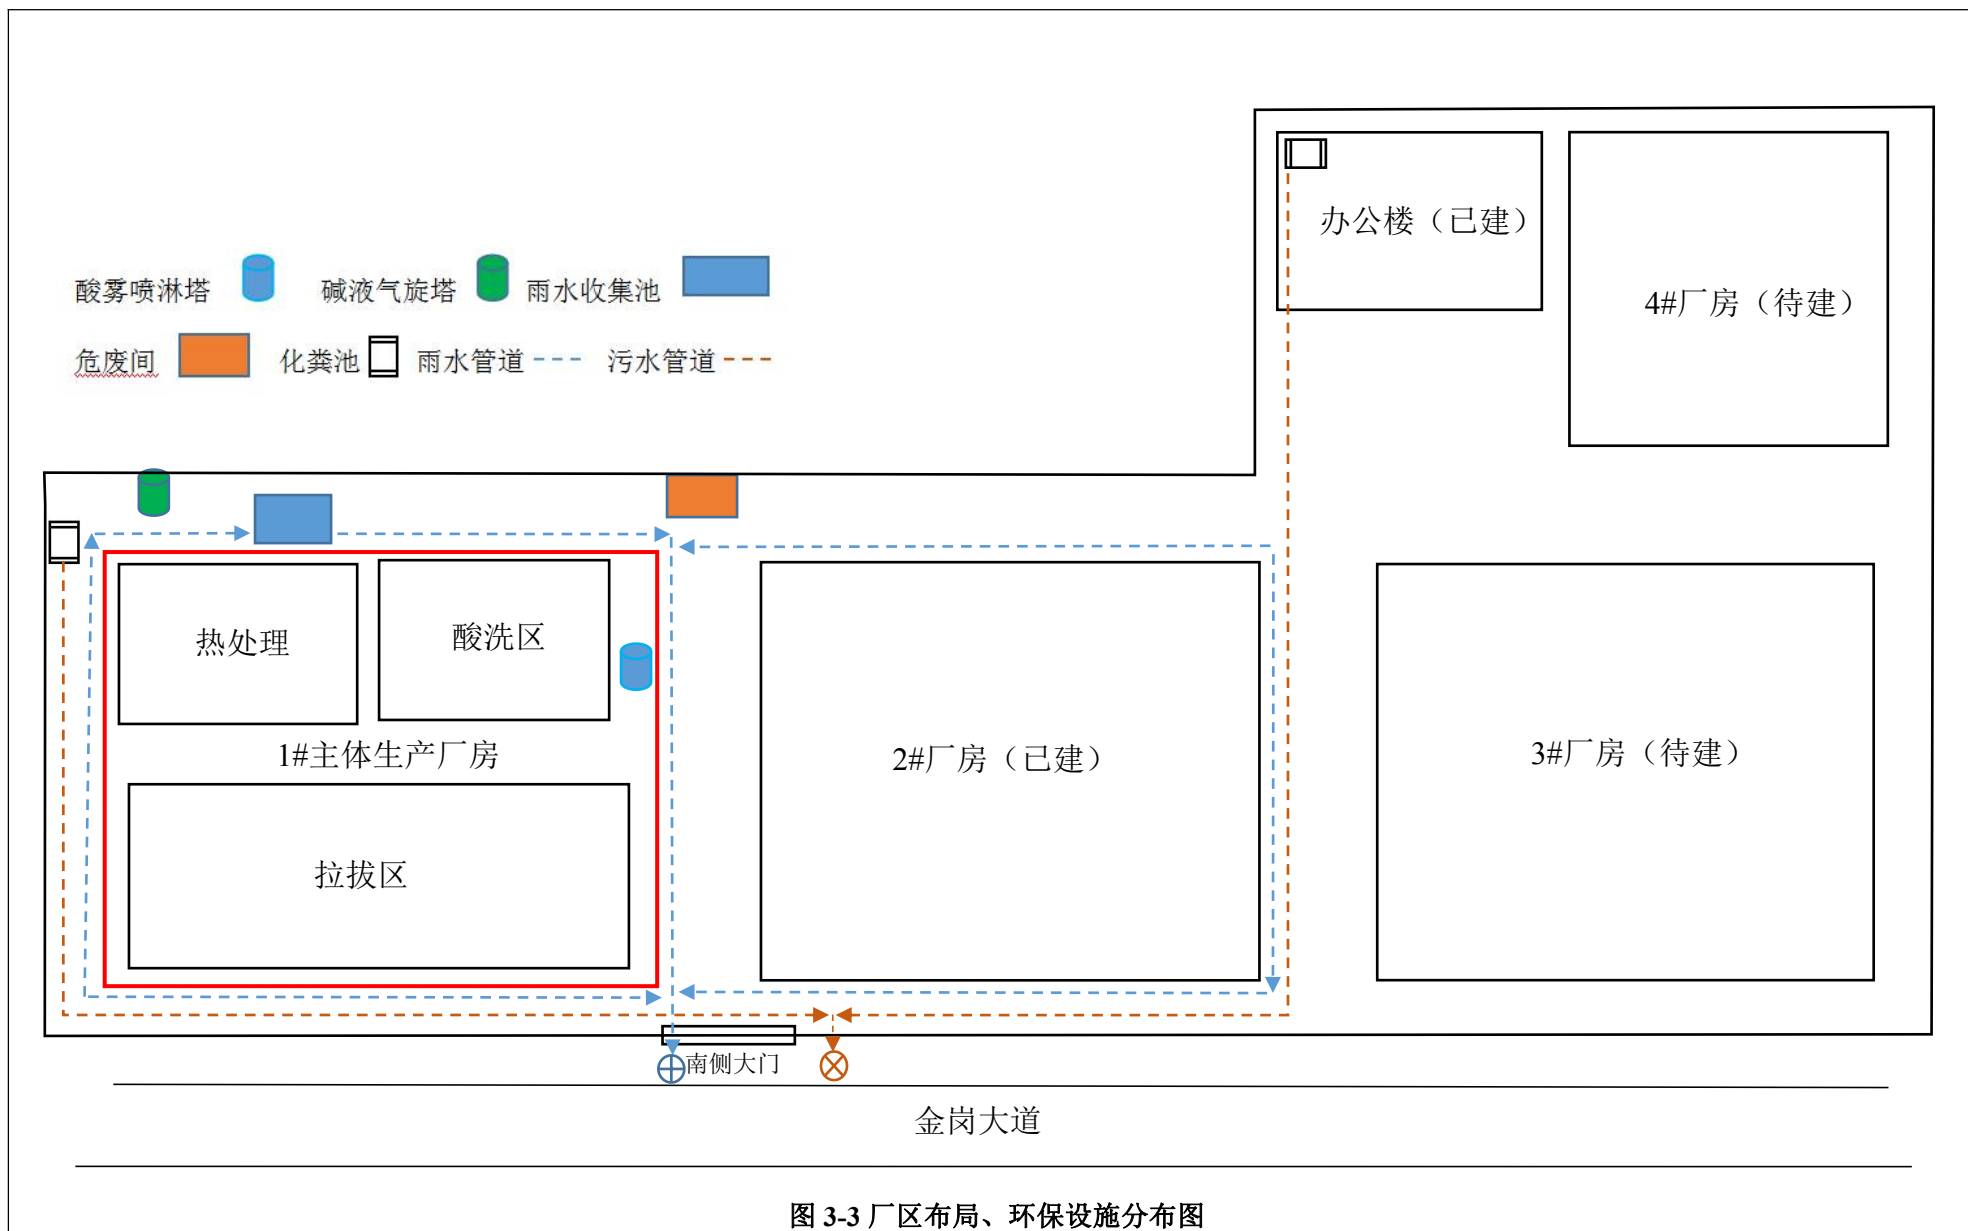 办公楼（已建）
4#厂房（待建）
酸雾喷淋塔 碱液气旋塔 雨水收集池
危废间 化粪池 雨水管道 污水管道
热处理
酸洗区
1#主体生产厂房
2#厂房（已建）
3#厂房（待建）
拉拔区
南侧大门
金岗大道
图 3-3 厂区布局、环保设施分布图